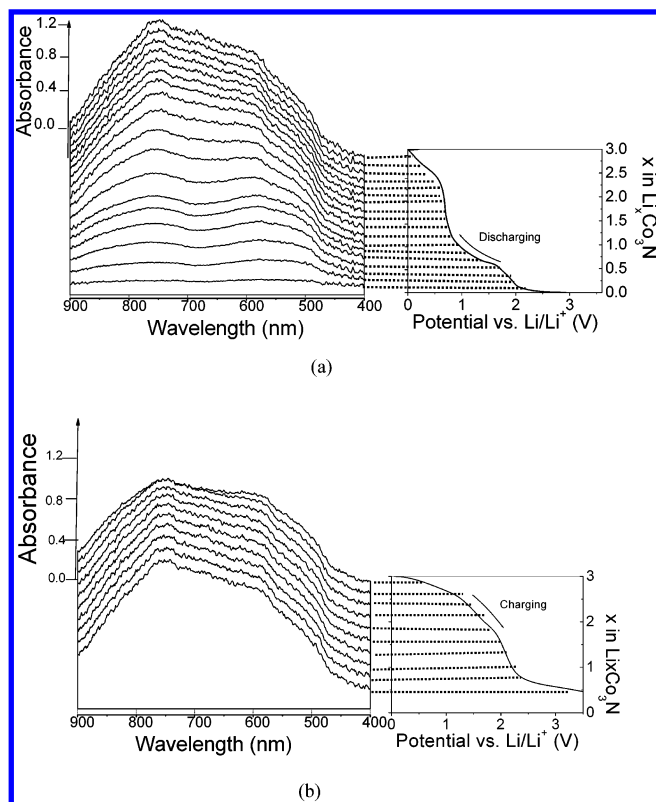 1.2
0.8
0.4
0.0
Absorbance
900 800 700 600 500 400
Wavelength (nm)
3.0
2.5
2.0
1.5
1.0
0.5
0.0
x in LixCo3N
Discharging
0 1 2 3
Potential vs. Li/Li+ (V)
(a)
1.2
0.8
0.4
0.0
Absorbance
900 800 700 600 500 400
Wavelength (nm)
3
2
1
0
x in LixCo3N
Charging
0 1 2 3
Potential vs. Li/Li+ (V)
(b)